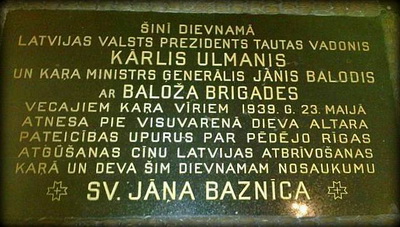 ŠINĪ DIEVNAMĀ
LATVIJAS VALSTS PREZIDENTS TAUTAS VADONIS
KĀRLIS ULMANIS
UN KAŖA MINISTRS ĢENERĀLIS JĀNIS BALODIS
AR BALOŽA BRIGADES
VECAJIEM KAŖA VĪRIEM 1939. G. 23. MAIJĀ
ATNESA PIE VISUVARENĀ DIEVA ALTARA
PATEICĪBAS UPURUS PAR PĒDĒJO RĪGAS
ATGŪŠANAS CĪŅU LATVIJAS ATBRĪVOŠANAS
KARĀ UN DEVA ŠIM DIEVNAMAM NOSAUKUMU
SV. JĀŅA BAZNĪCA